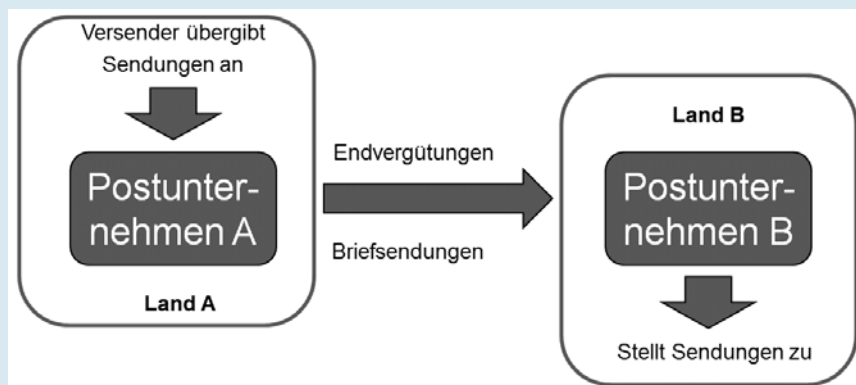 Versender übergibt
Sendungen an
Postunter-
nehmen A
Land A
Endvergütungen
Briefsendungen
Land B
Postunter-
nehmen B
Stellt Sendungen zu